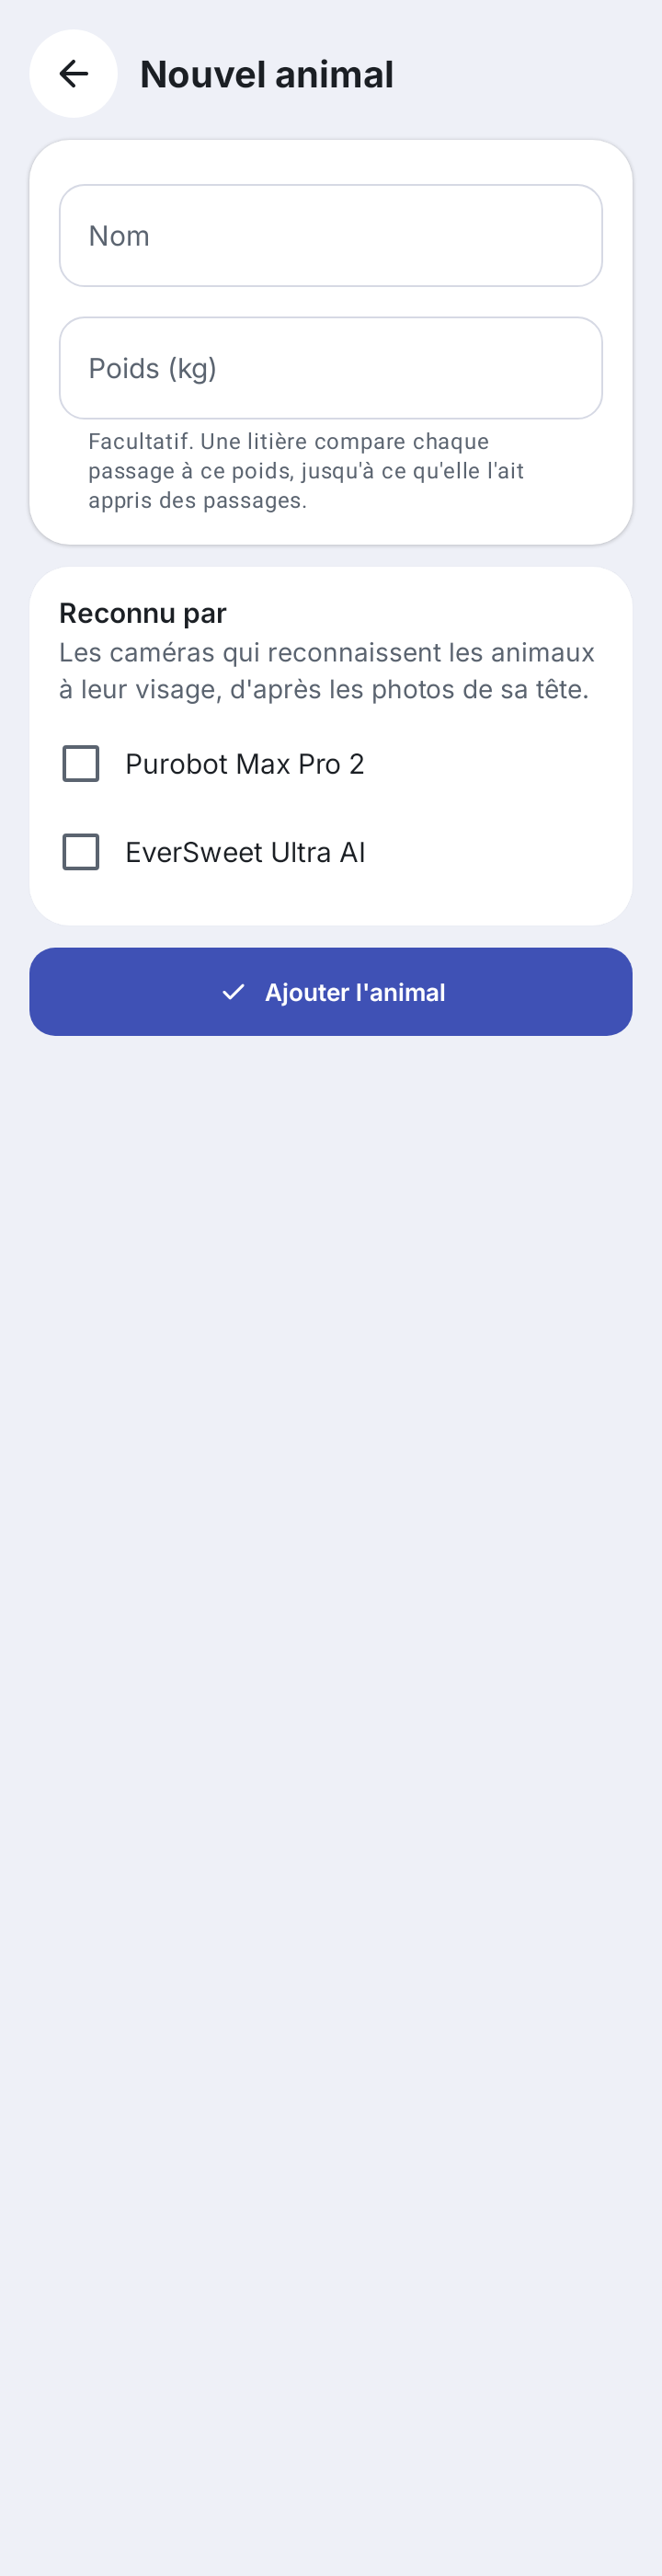 Nouvel animal
Nom
Poids (kg)
Facultatif. Une litière compare chaque
passage à ce poids, jusqu'à ce qu'elle l'ait
appris des passages.
Reconnu par
Les caméras qui reconnaissent les animaux
à leur visage, d'après les photos de sa tête.
Purobot Max Pro 2
EverSweet Ultra AI
Ajouter l'animal